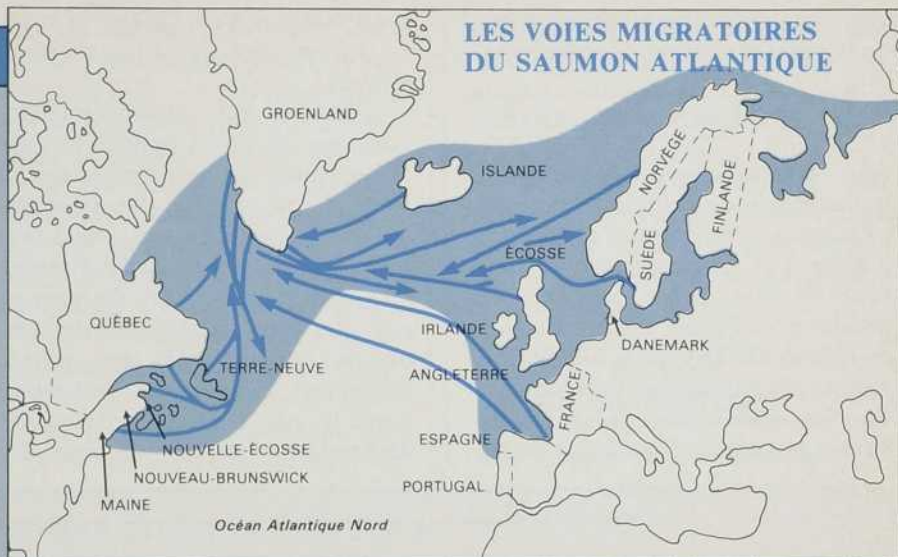 LES VOIES MIGRATOIRES
DU SAUMON ATLANTIQUE
GROENLAND
ISLANDE
NORVÈGE
SUÈDE
FINLANDE
ÉCOSSE
QUÉBEC
IRLANDE
DANEMARK
TERRE-NEUVE
ANGLETERRE
FRANCE
NOUVELLE-ÉCOSSE
ESPAGNE
NOUVEAU-BRUNSWICK
PORTUGAL
MAINE
Océan Atlantique Nord